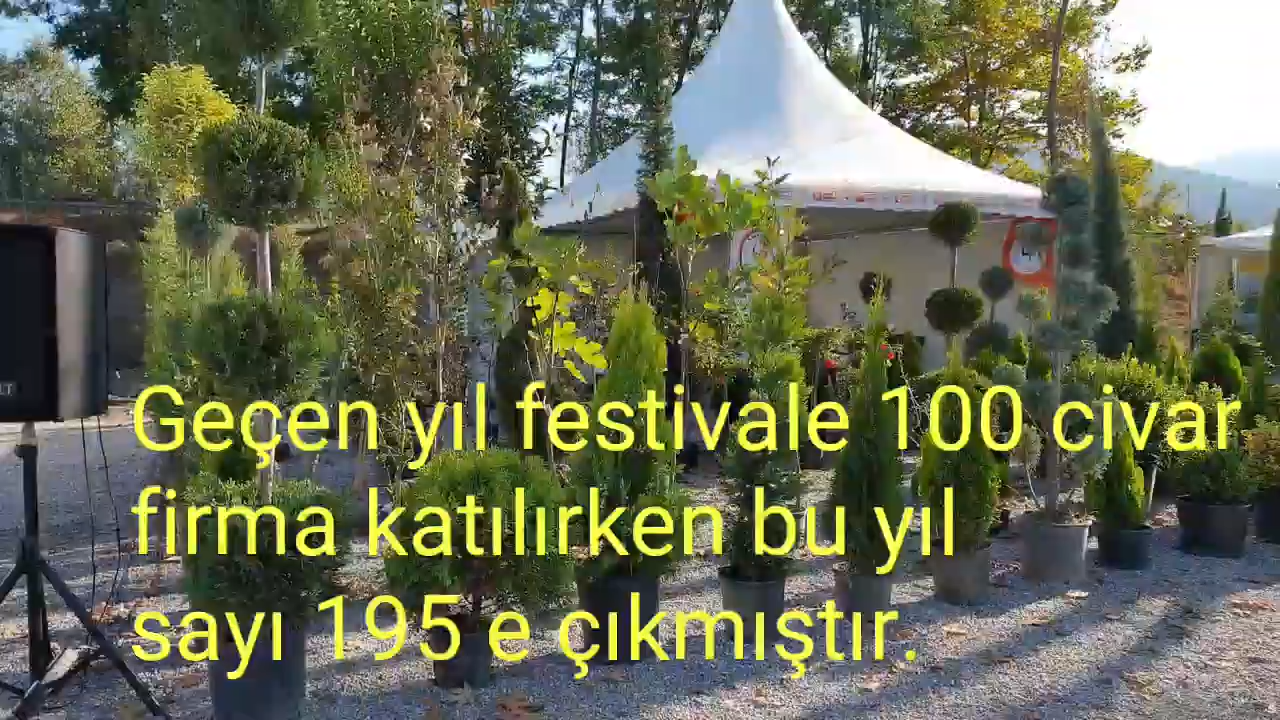 Geçen yıl festivale 100 civar
firma katılırken bu yıl
sayı 195 e çıkmıştır.